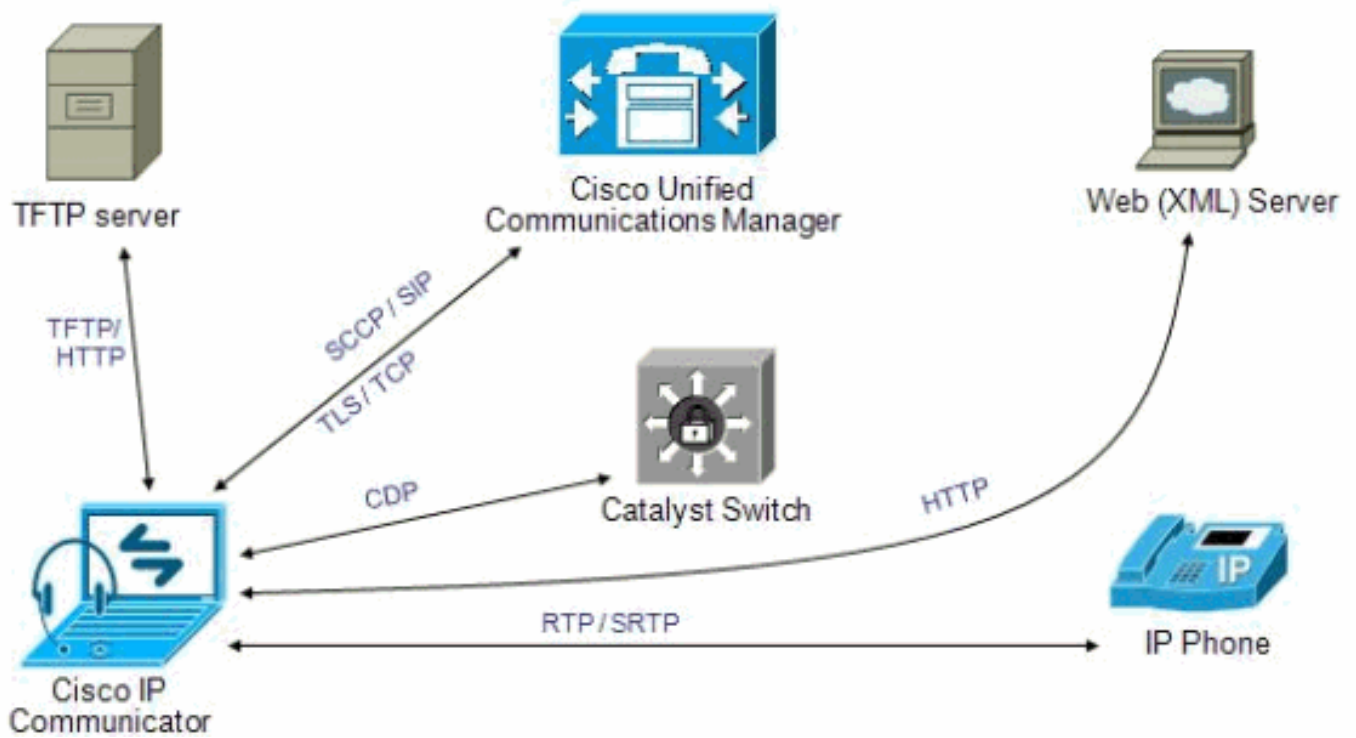 TFTP server
Cisco Unified
Communications Manager
Web (XML) Server
TFTP/
HTTP
SCCP / SIP
TLS / TCP
CDP
Catalyst Switch
HTTP
RTP / SRTP
IP
IP Phone
Cisco IP
Communicator